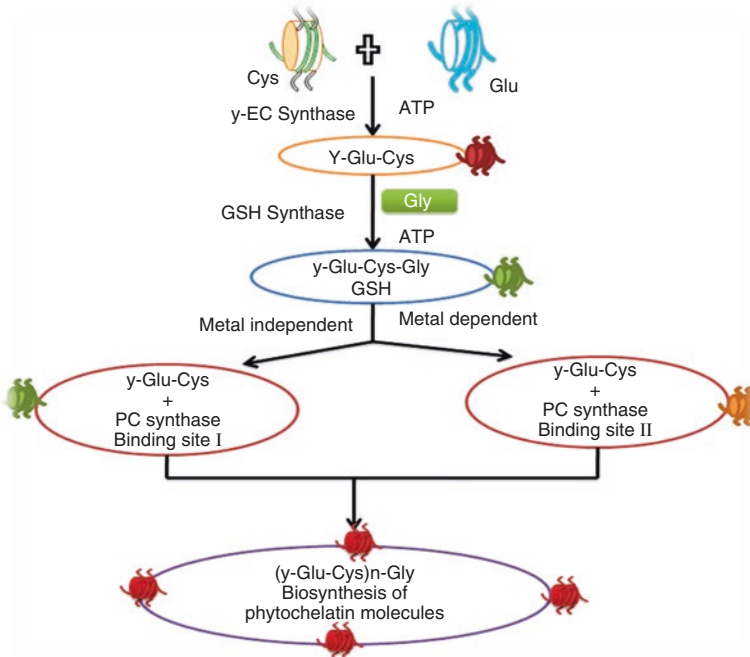 Cys
Glu
y-EC Synthase
ATP
Y-Glu-Cys
GSH Synthase
Gly
ATP
y-Glu-Cys-Gly
GSH
Metal independent
Metal dependent
y-Glu-Cys
+
PC synthase
Binding site I
y-Glu-Cys
+
PC synthase
Binding site II
(y-Glu-Cys)n-Gly
Biosynthesis of
phytochelatin molecules